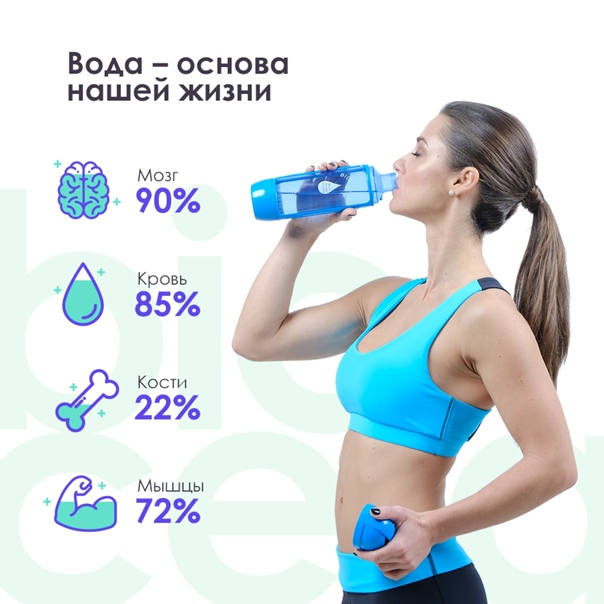 Вода – основа
нашей жизни
Мозг
90%
Кровь
85%
Кости
22%
Мышцы
72%